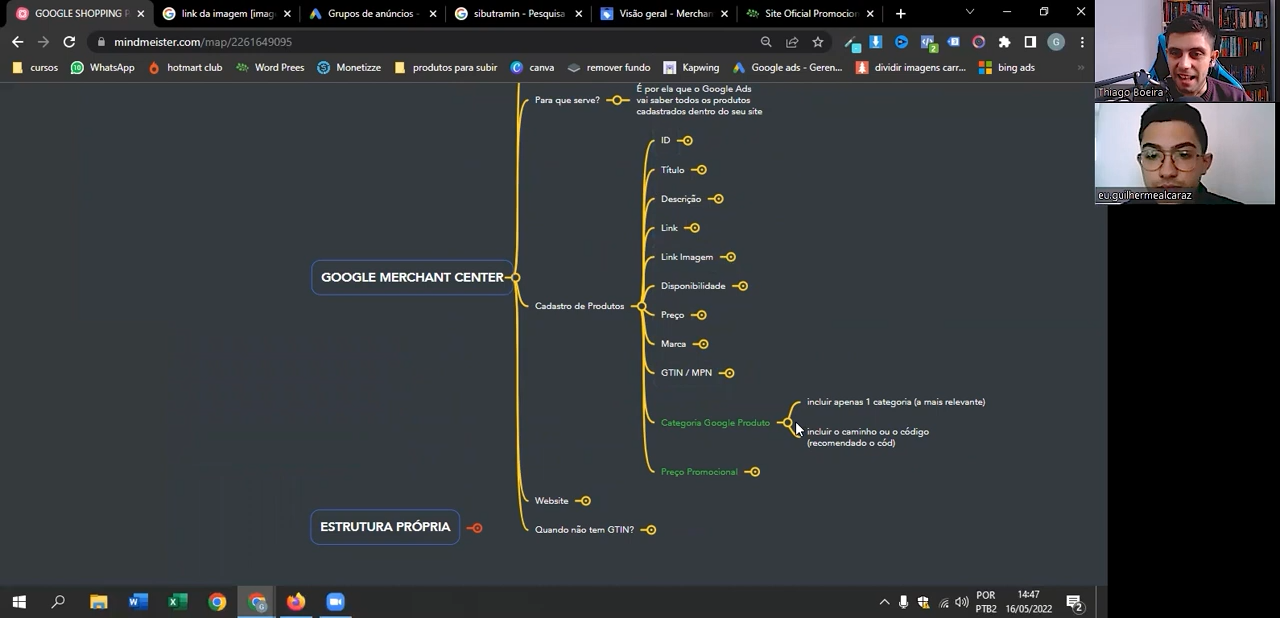 GOOGLE SHOPPING P
link da imagem [imag
Grupos de anúncios -
sibutramin - Pesquisa
Visão geral - Merchan
Site Oficial Promocion
mindmeister.com/map/2261649095
G
cursos
WhatsApp
hotmart club
Word Prees
Monetizze
produtos par
canva
remover fundo
Kapwing
Google ads - Geren...
dividir imagens carr...
bing ads
Thiago Boeira
eu.guilhermealcaraz
Para que serve?
É por ela que o Google Ads
vai saber todos os produtos
cadastrados dentro do seu site
ID
Título
Descrição
Link
Link Imagem
Disponibilidade
GOOGLE MERCHANT CENTER
Cadastro de Produtos
Preço
Marca
GTIN / MPN
Categoria Google Produto
incluir apenas 1 categoria (a mais relevante)
incluir o caminho ou o código
(recomendado o cód)
Preço Promocional
Website
Quando não tem GTIN?
ESTRUTURA PRÓPRIA
POR
PTB2
14:47
16/05/2022
2